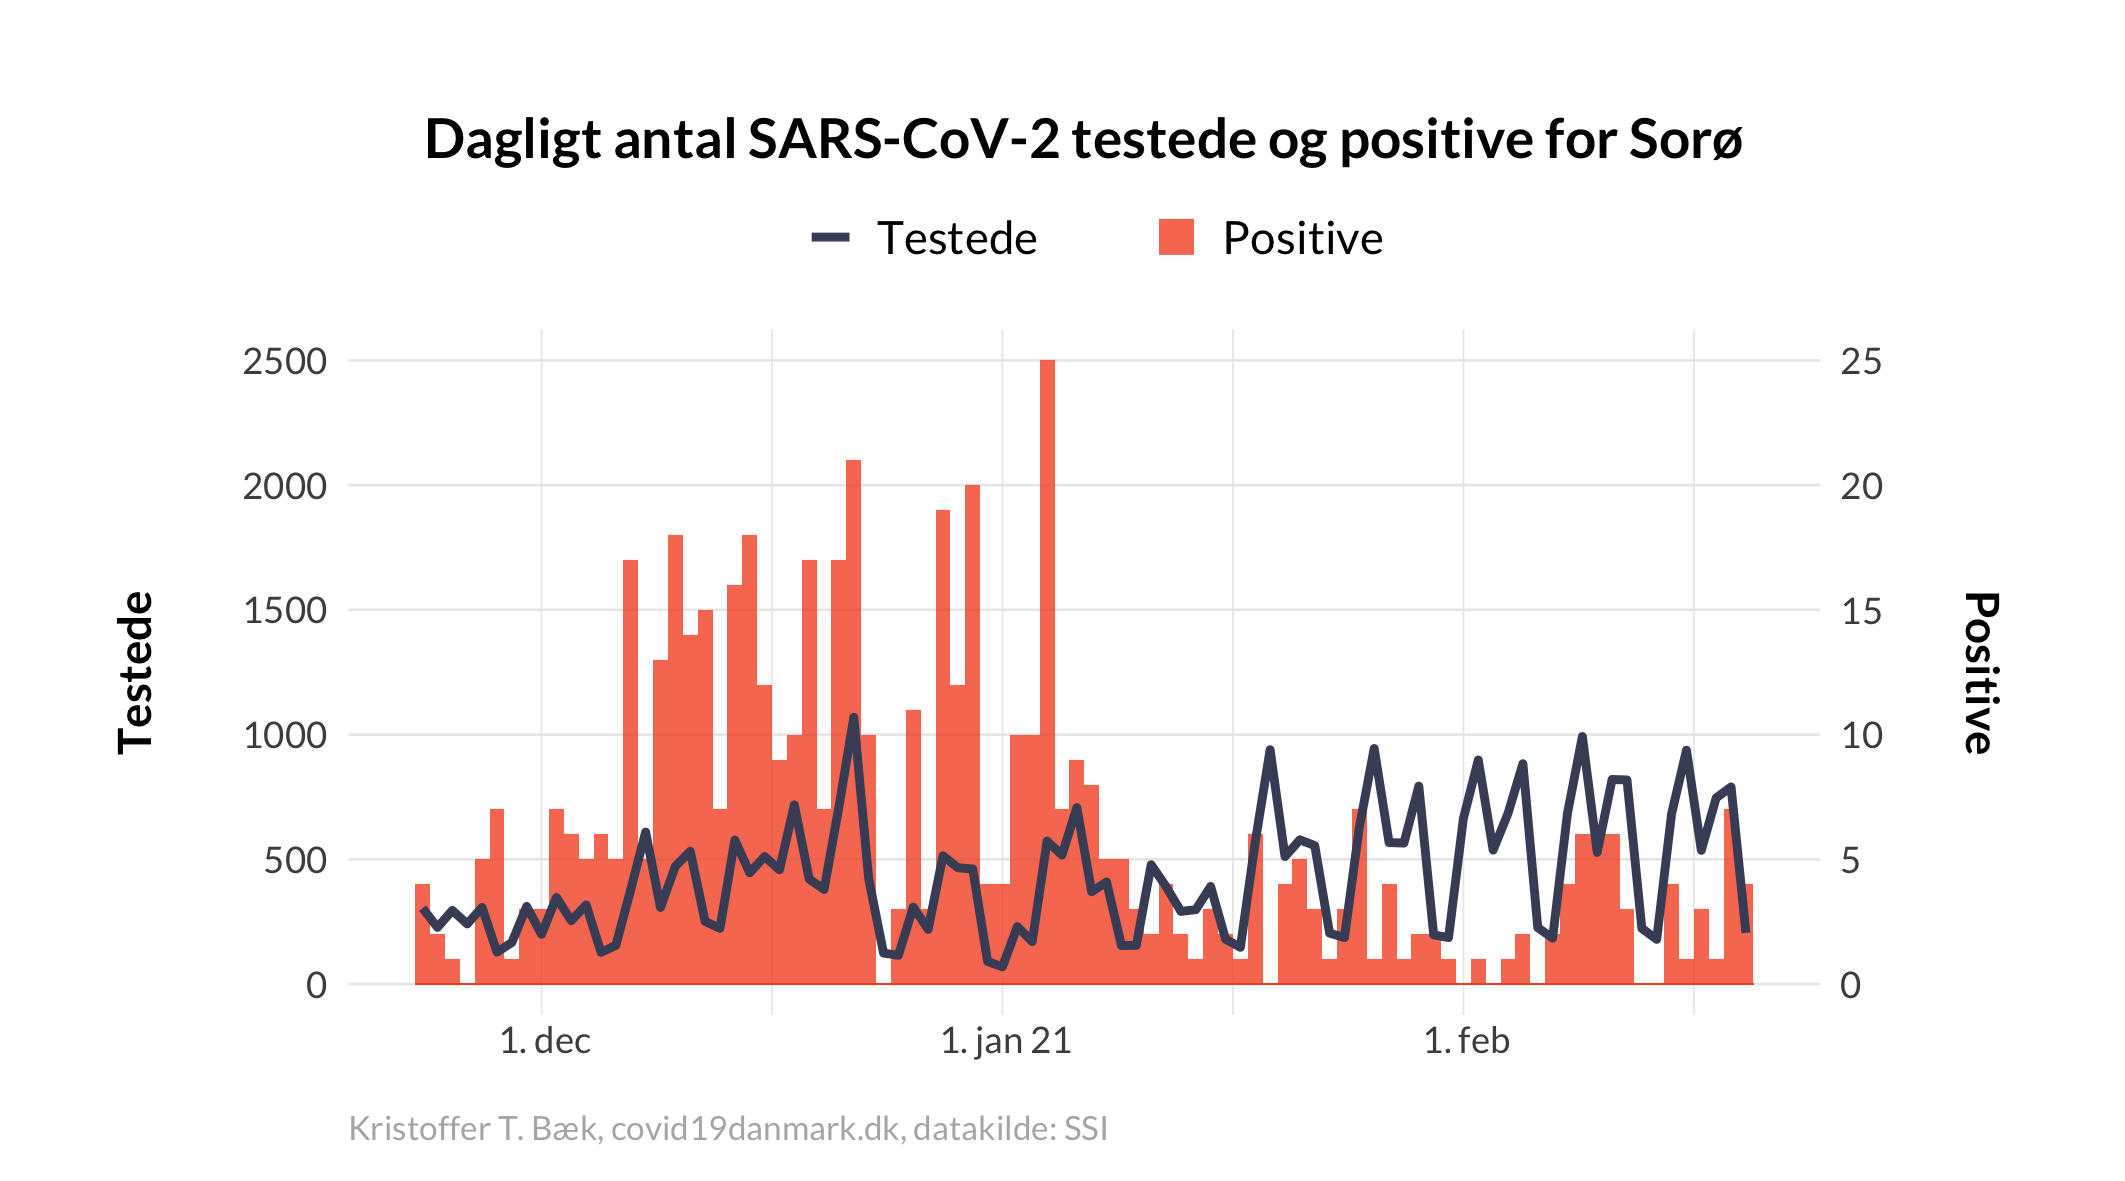 Dagligt antal SARS-CoV-2 testede og positive for Sorø
Testede Positive
2500 25
2000 20
1500 15
1000 10
500 5
0 0
Testede
Positive
1. dec 1. jan 21 1. feb
Kristoffer T. Bæk, covid19danmark.dk, datakilde: SSI